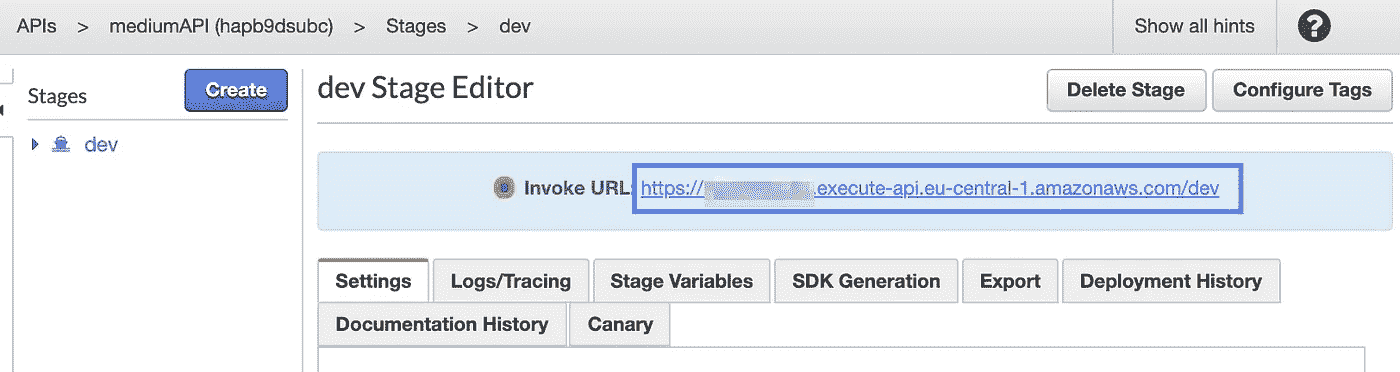 APIs > mediumAPI (hapb9dsubc) > Stages > dev
Show all hints
?
Stages
Create
dev
dev Stage Editor
Delete Stage
Configure Tags
Invoke URL: https:// .execute-api.eu-central-1.amazonaws.com/dev
Settings
Logs/Tracing
Stage Variables
SDK Generation
Export
Deployment History
Documentation History
Canary